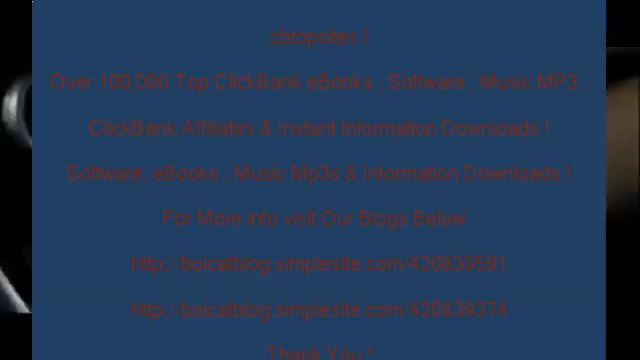 cbtopsites !
Over 100,000 Top ClickBank eBooks , Software , Music MP3 ,
ClickBank Affiliates & Instant Information Downloads !
Software, eBooks , Music Mp3s & Information Downloads !
For More info visit Our Blogs Below :
http://boicatblog.simplesite.com/420839591
http://boicatblog.simplesite.com/420839374
Thank You !